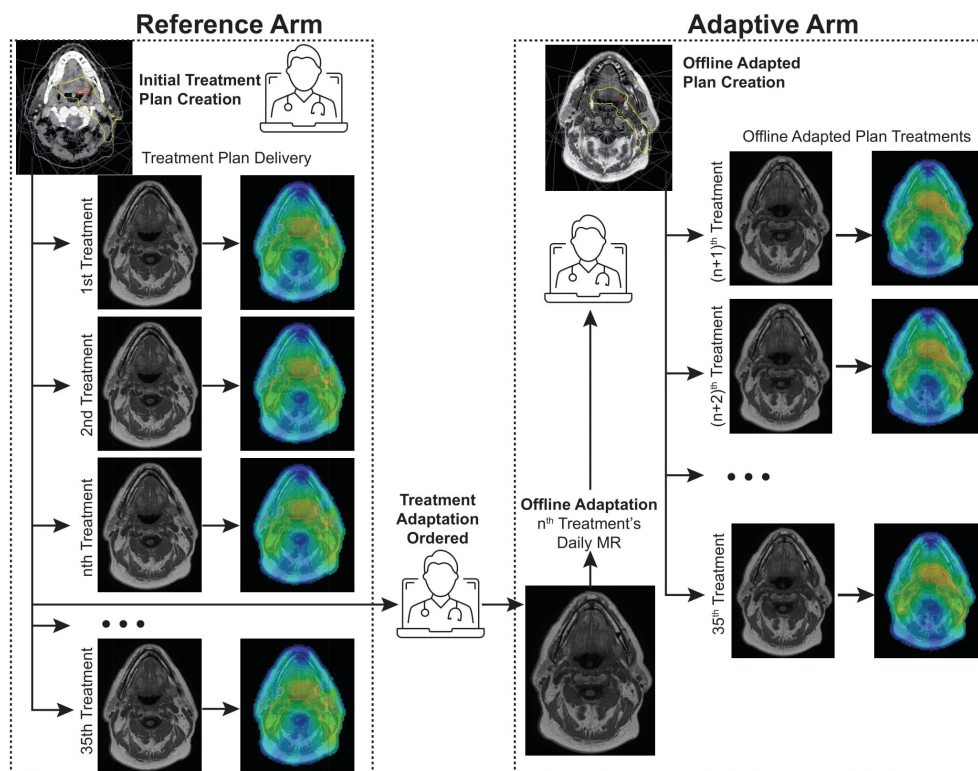 Reference Arm
Initial Treatment
Plan Creation
Treatment Plan Delivery
1st Treatment
2nd Treatment
nth Treatment
35th Treatment
Treatment
Adaptation
Ordered
Adaptive Arm
Offline Adapted
Plan Creation
Offline Adaptation
nth Treatment's
Daily MR
Offline Adapted Plan Treatments
(n+1)th Treatment
(n+2)th Treatment
35th Treatment